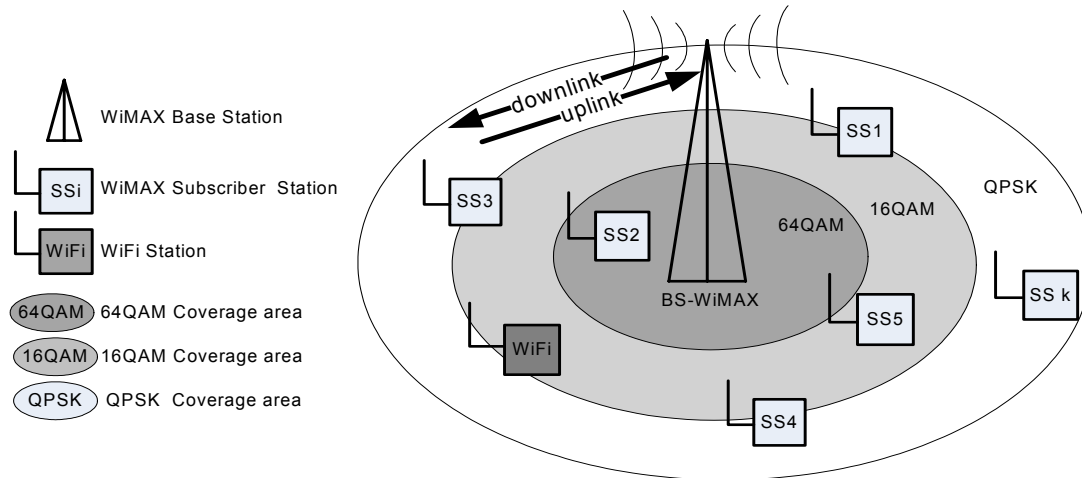 WiMAX Base Station
SSi WiMAX Subscriber Station
WiFi WiFi Station
64QAM 64QAM Coverage area
16QAM 16QAM Coverage area
QPSK QPSK Coverage area
downlink
uplink
SS1
QPSK
SS3
16QAM
SS2
64QAM
BS-WiMAX
SS k
SS5
WiFi
SS4